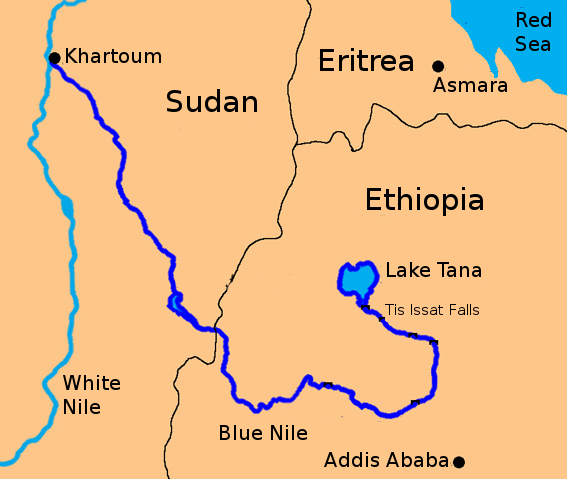 Red
Sea
Khartoum
Eritrea
Asmara
Sudan
Ethiopia
Lake Tana
Tis Issat Falls
White
Nile
Blue Nile
Addis Ababa